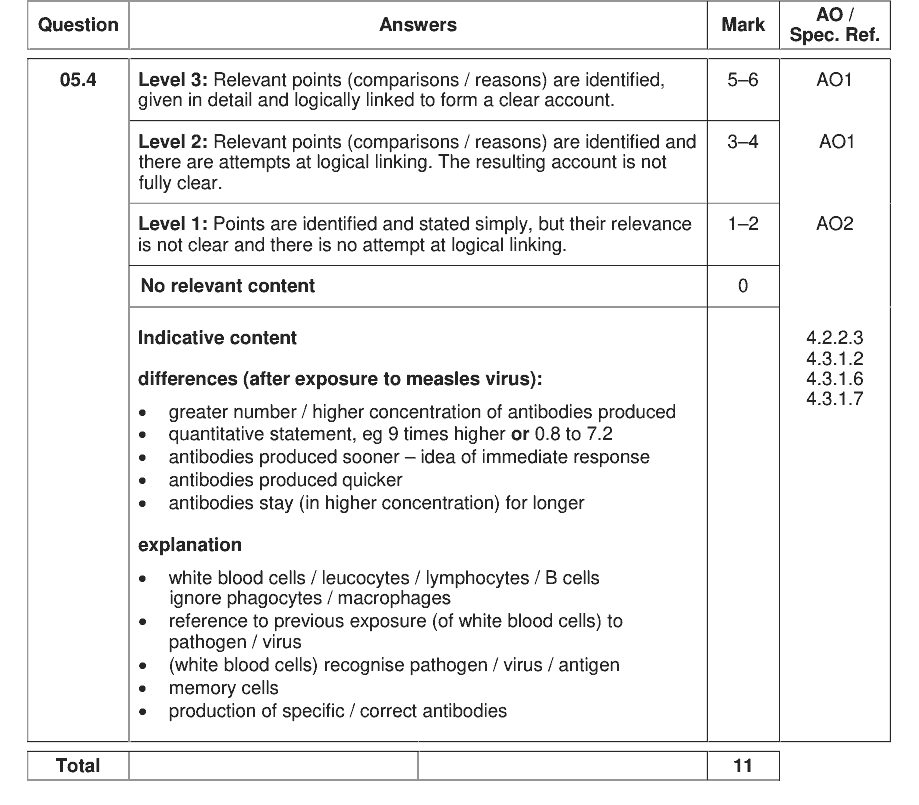 Question Answers Mark AO /
Spec. Ref.
05.4 Level 3: Relevant points (comparisons / reasons) are identified, 5–6 AO1
given in detail and logically linked to form a clear account.
Level 2: Relevant points (comparisons / reasons) are identified and 3–4 AO1
there are attempts at logical linking. The resulting account is not
fully clear.
Level 1: Points are identified and stated simply, but their relevance 1–2 AO2
is not clear and there is no attempt at logical linking.
No relevant content 0
Indicative content 4.2.2.3
4.3.1.2
differences (after exposure to measles virus): 4.3.1.6
4.3.1.7
• greater number / higher concentration of antibodies produced
• quantitative statement, eg 9 times higher or 0.8 to 7.2
• antibodies produced sooner – idea of immediate response
• antibodies produced quicker
• antibodies stay (in higher concentration) for longer
explanation
• white blood cells / leucocytes / lymphocytes / B cells
ignore phagocytes / macrophages
• reference to previous exposure (of white blood cells) to
pathogen / virus
• (white blood cells) recognise pathogen / virus / antigen
• memory cells
• production of specific / correct antibodies
Total 11